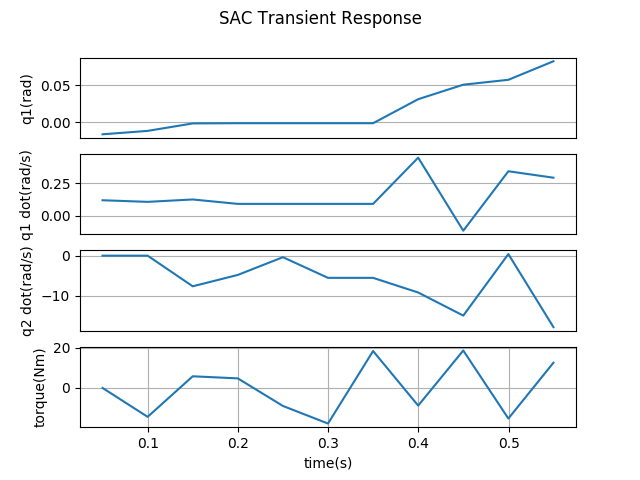 SAC Transient Response
q1(rad)
0.05
0.00
q1 dot(rad/s)
0.25
0.00
q2 dot(rad/s)
0
−10
torque(Nm)
20
0
0.1 0.2 0.3 0.4 0.5
time(s)